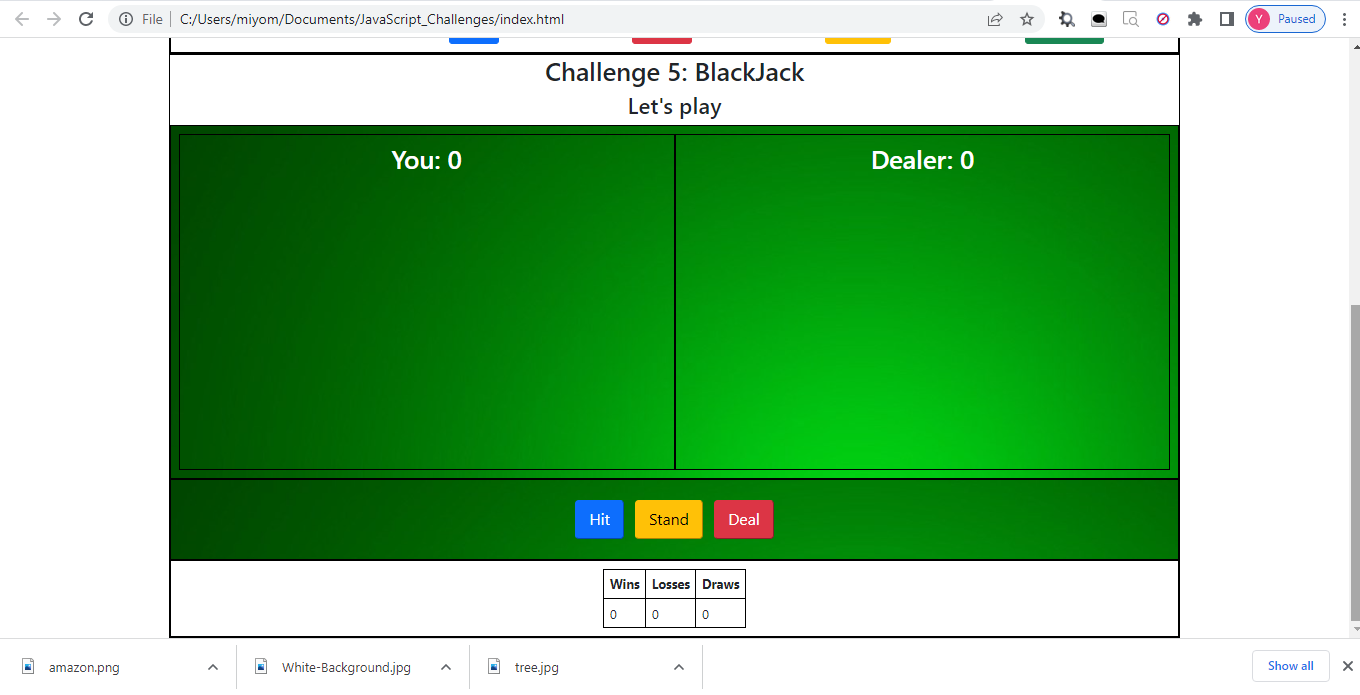 File C:/Users/miyom/Documents/JavaScript_Challenges/index.html Y Paused
Challenge 5: BlackJack
Let's play
You: 0 Dealer: 0
Hit Stand Deal
Wins Losses Draws
0 0 0
amazon.png White-Background.jpg tree.jpg Show all